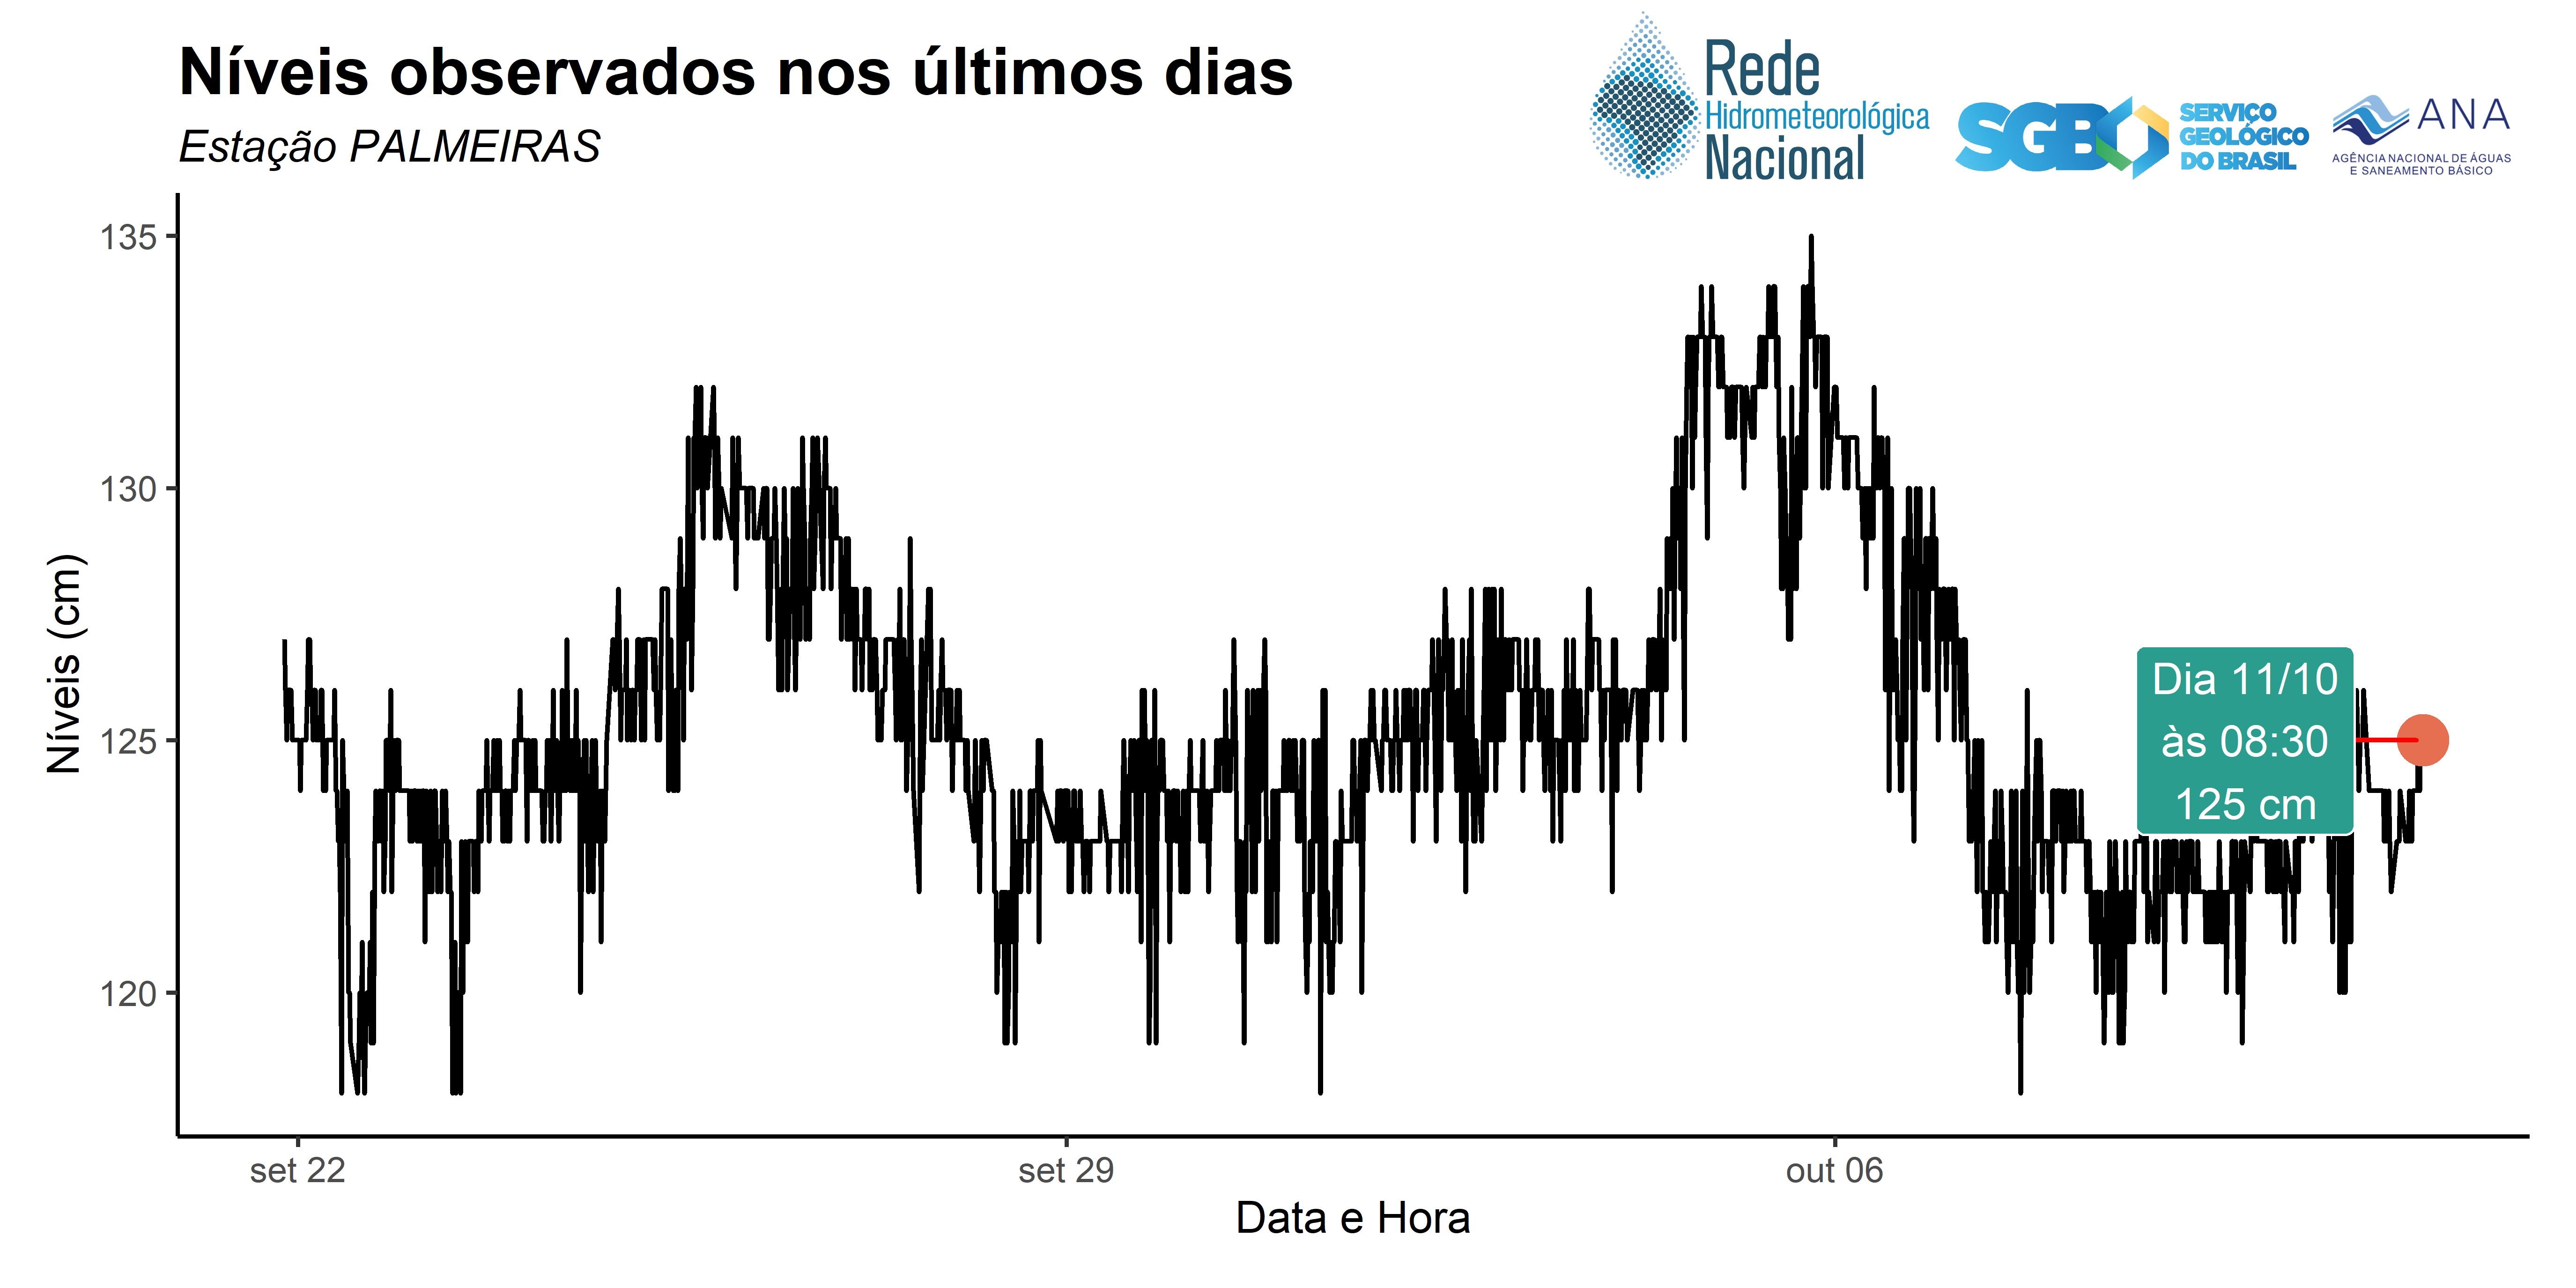 Níveis observados nos últimos dias
Estação PALMEIRAS
Rede
Hidrometeorológica
Nacional
SGB
SERVIÇO
GEOLÓGICO
DO BRASIL
ANA
AGÊNCIA NACIONAL DE ÁGUAS
E SANEAMENTO BÁSICO
Níveis (cm)
135
130
125
120
Dia 11/10
às 08:30
125 cm
set 22
set 29
out 06
Data e Hora